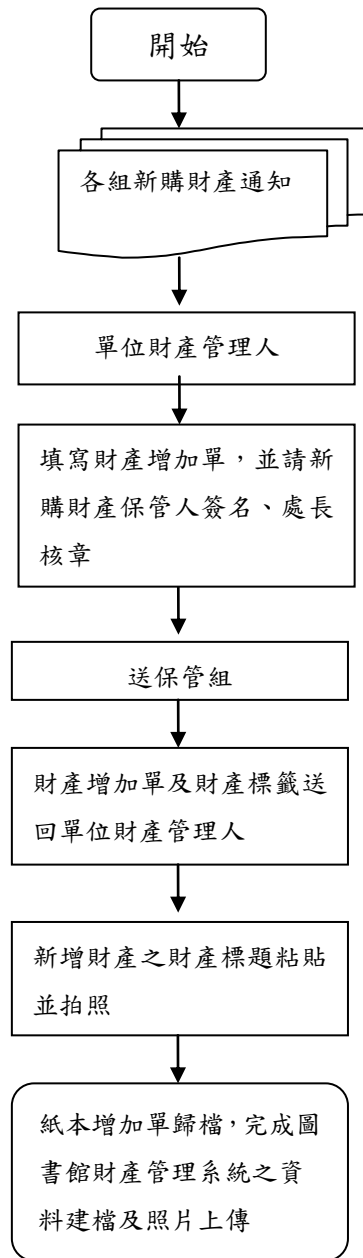 開始
各組新購財產通知
單位財產管理人
填寫財產增加單，並請新
購財產保管人簽名、處長
核章
送保管組
財產增加單及財產標籤送
回單位財產管理人
新增財產之財產標題粘貼
並拍照
紙本增加單歸檔，完成圖
書館財產管理系統之資
料建檔及照片上傳